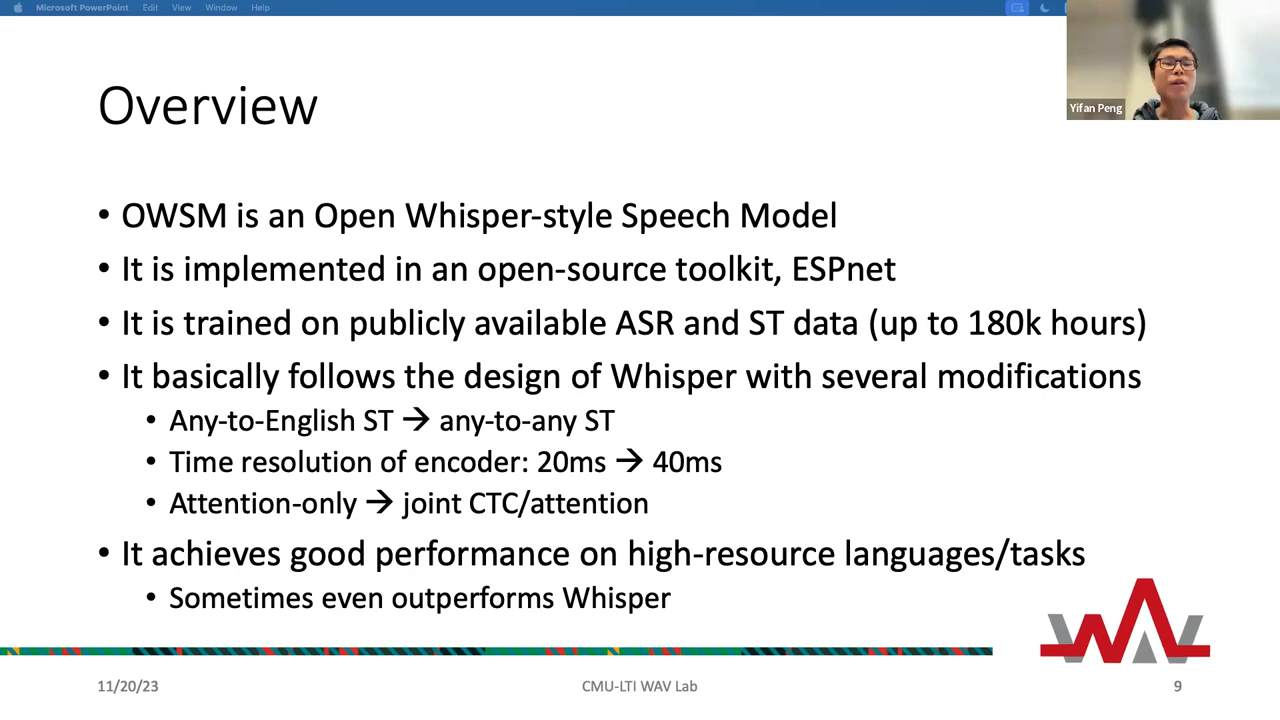 Microsoft PowerPoint Edit View Window Help
Yifan Peng
Overview
• OWSM is an Open Whisper-style Speech Model
• It is implemented in an open-source toolkit, ESPnet
• It is trained on publicly available ASR and ST data (up to 180k hours)
• It basically follows the design of Whisper with several modifications
• Any-to-English ST → any-to-any ST
• Time resolution of encoder: 20ms → 40ms
• Attention-only → joint CTC/attention
• It achieves good performance on high-resource languages/tasks
• Sometimes even outperforms Whisper
WAV
11/20/23 CMU-LTI WAV Lab 9